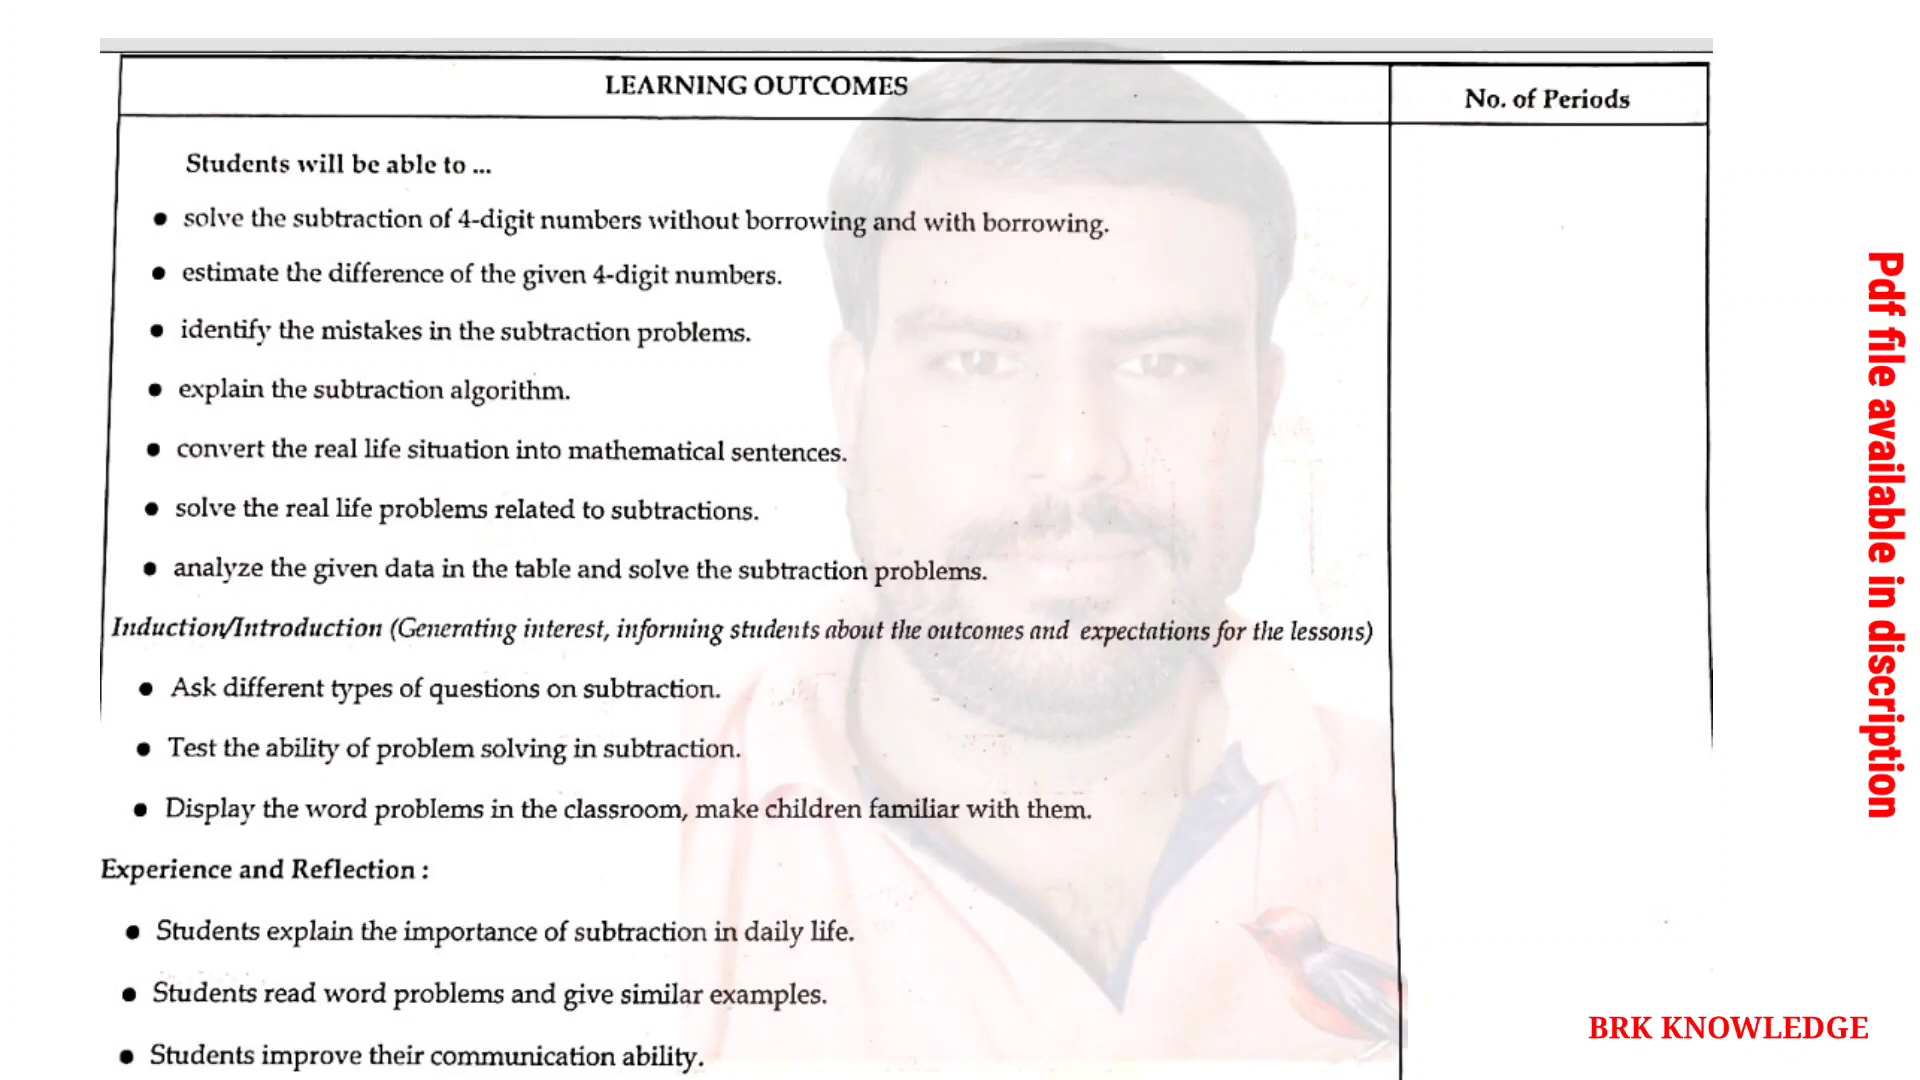 LEARNING OUTCOMES
No. of Periods
Students will be able to ...
● solve the subtraction of 4-digit numbers without borrowing and with borrowing.
● estimate the difference of the given 4-digit numbers.
● identify the mistakes in the subtraction problems.
● explain the subtraction algorithm.
● convert the real life situation into mathematical sentences.
● solve the real life problems related to subtractions.
● analyze the given data in the table and solve the subtraction problems.
Induction/Introduction (Generating interest, informing students about the outcomes and expectations for the lessons)
● Ask different types of questions on subtraction.
● Test the ability of problem solving in subtraction.
● Display the word problems in the classroom, make children familiar with them.
Experience and Reflection :
● Students explain the importance of subtraction in daily life.
● Students read word problems and give similar examples.
● Students improve their communication ability.
Pdf file available in discription
BRK KNOWLEDGE